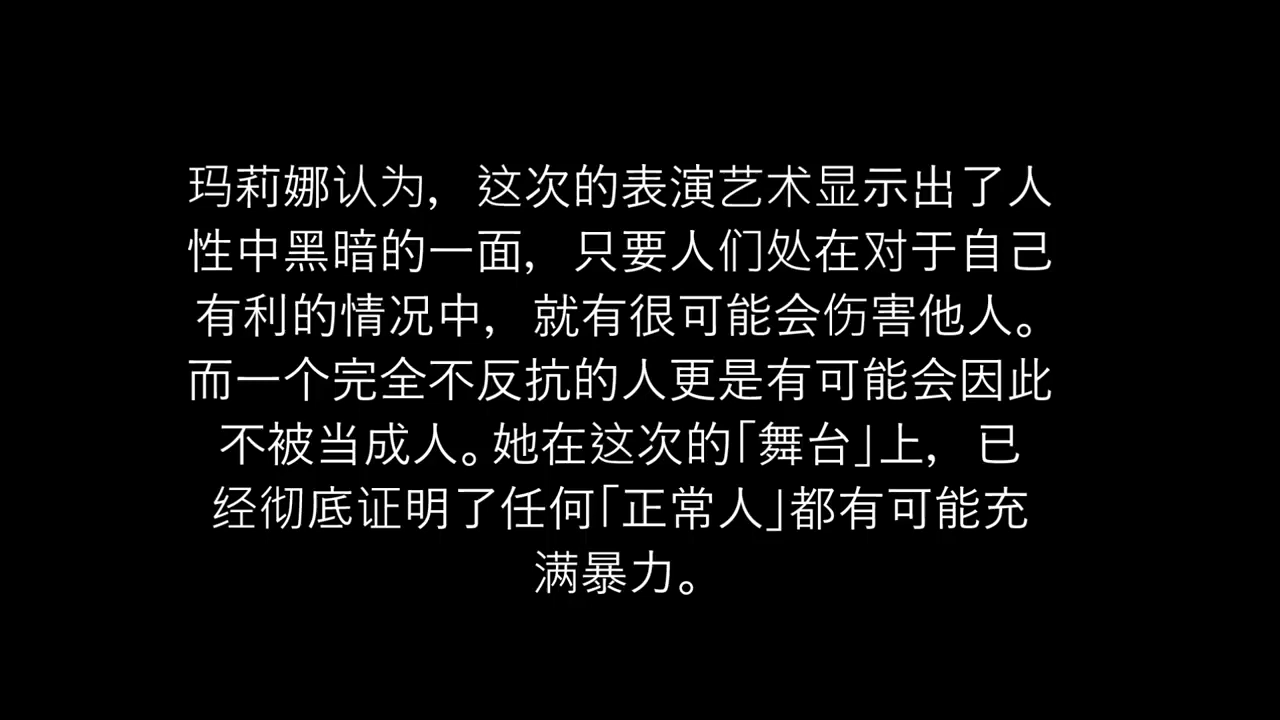 玛莉娜认为，这次的表演艺术显示出了人
性中黑暗的一面，只要人们处在对于自己
有利的情况中，就有很可能会伤害他人。
而一个完全不反抗的人更是有可能会因此
不被当成人。她在这次的「舞台」上，已
经彻底证明了任何「正常人」都有可能充
满暴力。